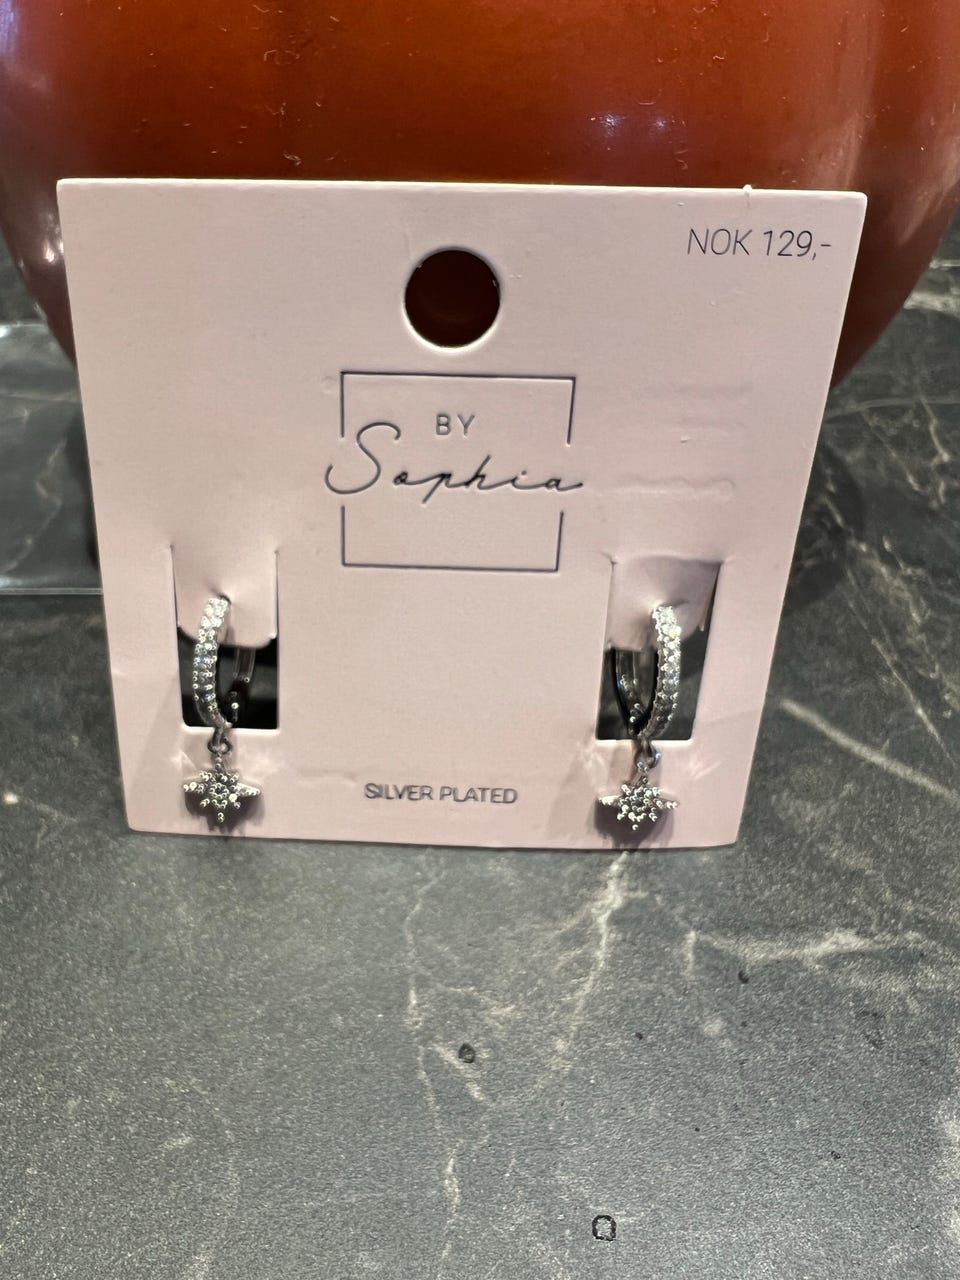 NOK 129,-
BY
Sophia
SILVER PLATED